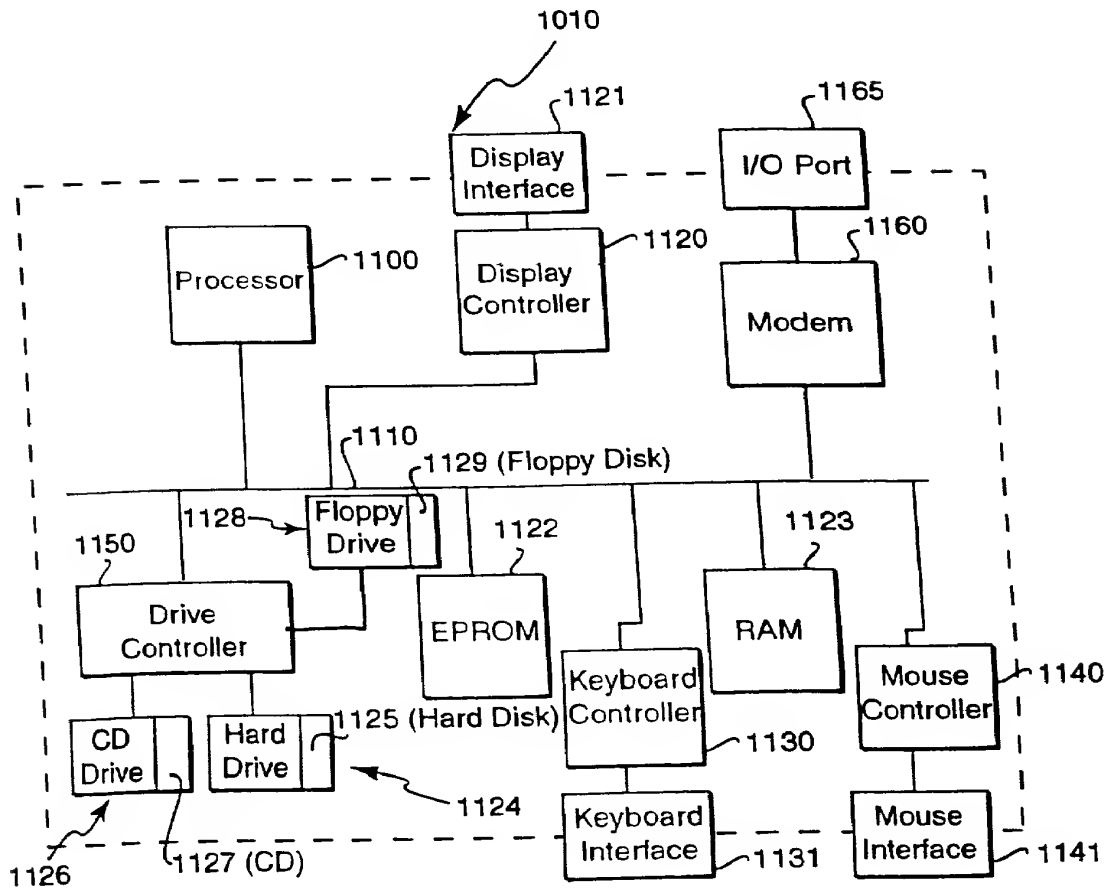 1010
1121
1165
Display
Interface
I/O Port
1100
1120
1160
Processor
Display
Controller
Modem
1110
1129 (Floppy Disk)
1128
Floppy
Drive
1122
1123
1150
Drive
Controller
EPROM
RAM
Keyboard
Controller
Mouse
Controller
1140
CD
Drive
Hard
Drive
1125 (Hard Disk)
1130
1124
Keyboard
Interface
Mouse
Interface
1126
1127 (CD)
1131
1141